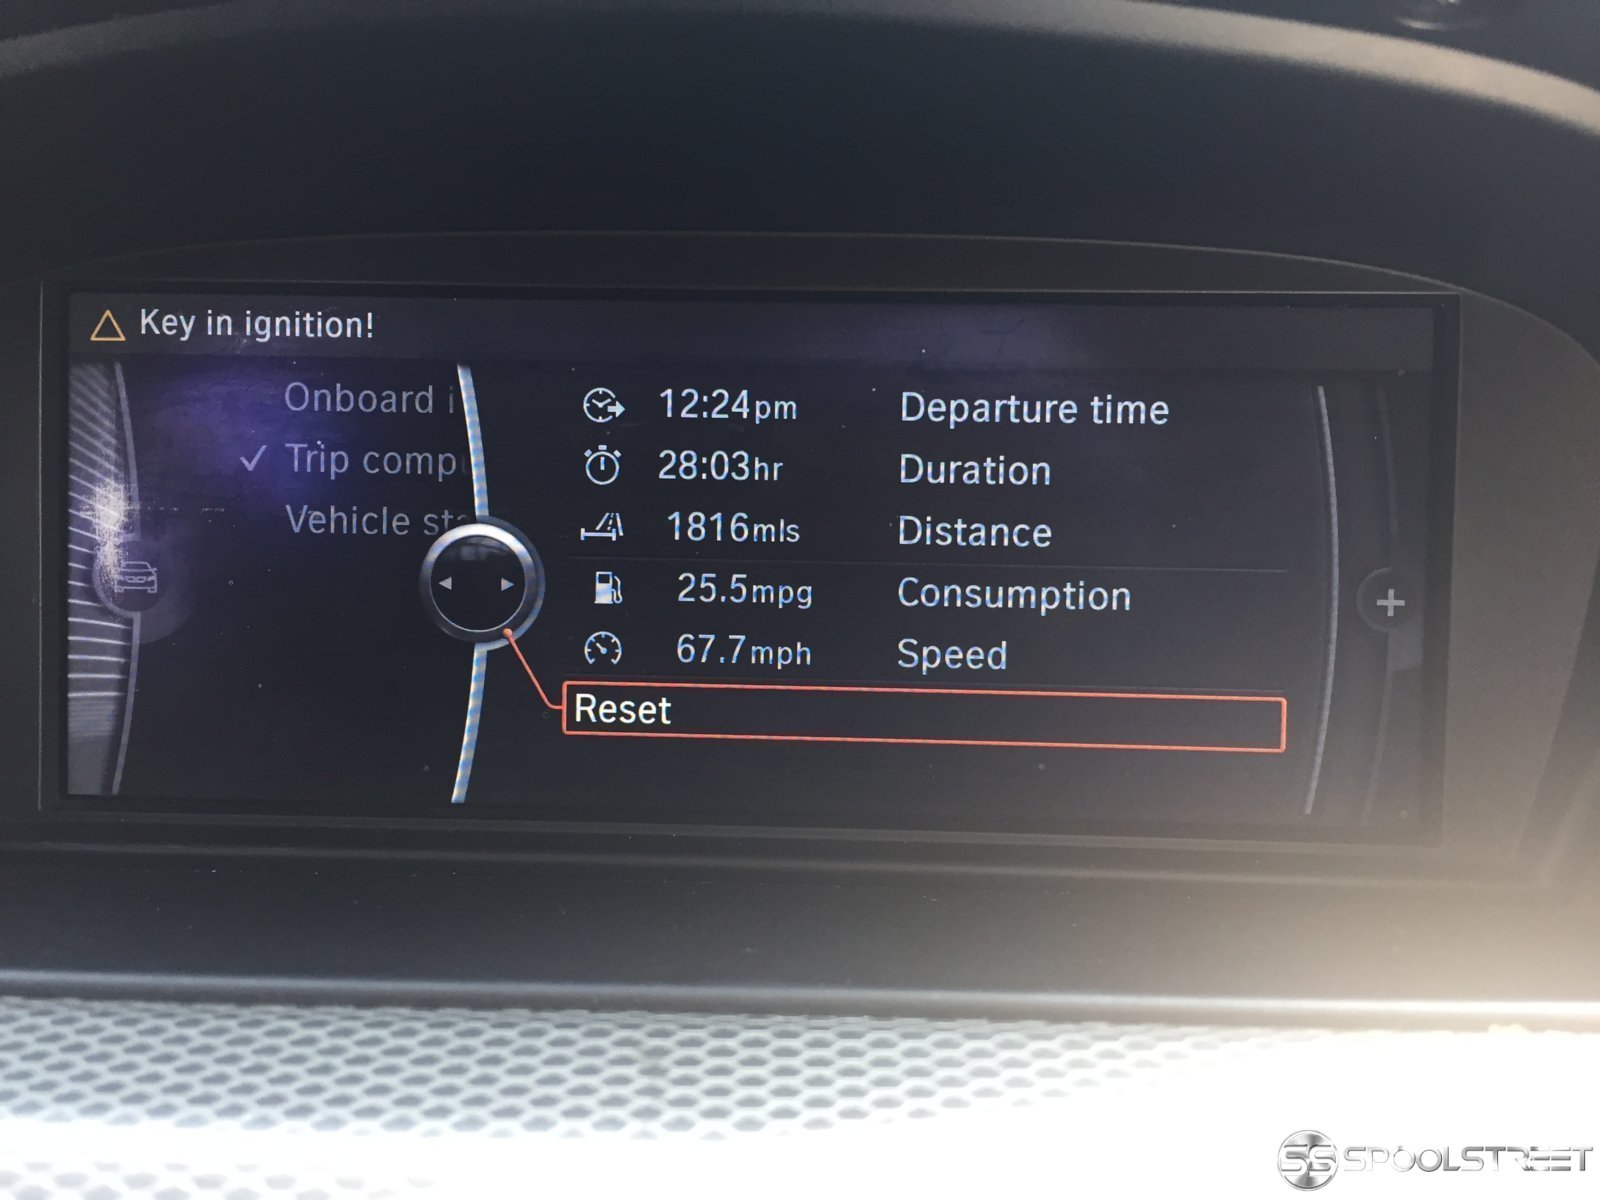 Key in ignition!
Onboard i
Trip comp
Vehicle st
12:24pm Departure time
28:03hr Duration
1816mls Distance
25.5mpg Consumption
67.7mph Speed
Reset
SS SPOOLSTREET